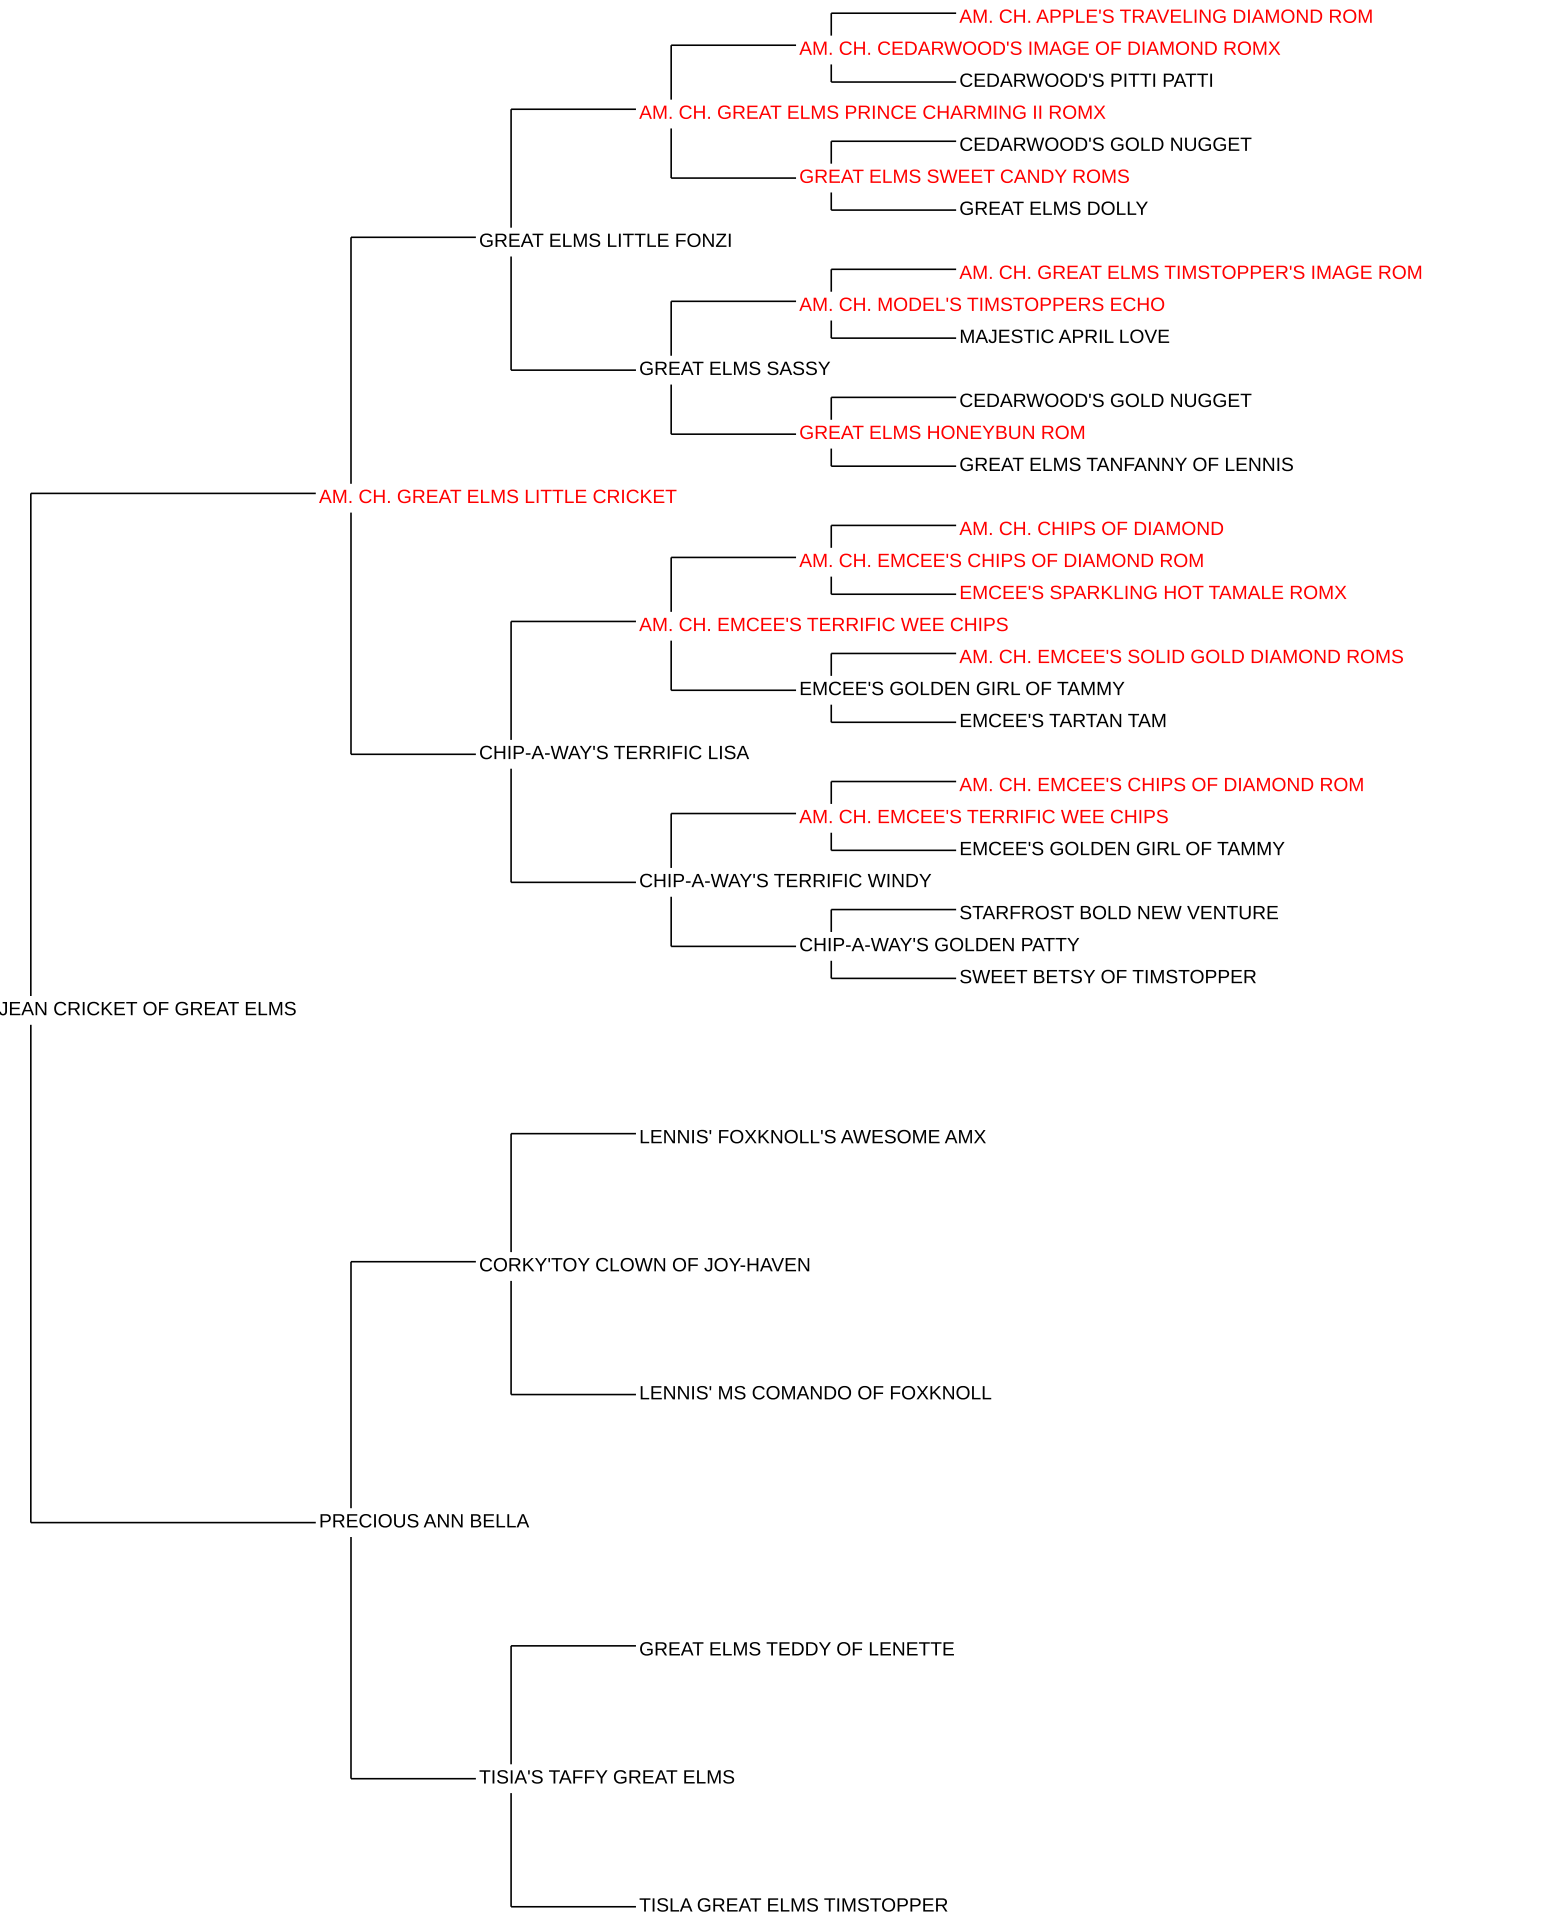 AM. CH. APPLE'S TRAVELING DIAMOND ROM
AM. CH. CEDARWOOD'S IMAGE OF DIAMOND ROMX
CEDARWOOD'S PITTI PATTI
AM. CH. GREAT ELMS PRINCE CHARMING II ROMX
CEDARWOOD'S GOLD NUGGET
GREAT ELMS SWEET CANDY ROMS
GREAT ELMS DOLLY
GREAT ELMS LITTLE FONZI
AM. CH. GREAT ELMS TIMSTOPPER'S IMAGE ROM
AM. CH. MODEL'S TIMSTOPPERS ECHO
MAJESTIC APRIL LOVE
GREAT ELMS SASSY
CEDARWOOD'S GOLD NUGGET
GREAT ELMS HONEYBUN ROM
GREAT ELMS TANFANNY OF LENNIS
AM. CH. GREAT ELMS LITTLE CRICKET
AM. CH. CHIPS OF DIAMOND
AM. CH. EMCEE'S CHIPS OF DIAMOND ROM
EMCEE'S SPARKLING HOT TAMALE ROMX
AM. CH. EMCEE'S TERRIFIC WEE CHIPS
AM. CH. EMCEE'S SOLID GOLD DIAMOND ROMS
EMCEE'S GOLDEN GIRL OF TAMMY
EMCEE'S TARTAN TAM
CHIP-A-WAY'S TERRIFIC LISA
AM. CH. EMCEE'S CHIPS OF DIAMOND ROM
AM. CH. EMCEE'S TERRIFIC WEE CHIPS
EMCEE'S GOLDEN GIRL OF TAMMY
CHIP-A-WAY'S TERRIFIC WINDY
STARFROST BOLD NEW VENTURE
CHIP-A-WAY'S GOLDEN PATTY
SWEET BETSY OF TIMSTOPPER
JEAN CRICKET OF GREAT ELMS
LENNIS' FOXKNOLL'S AWESOME AMX
CORKY'TOY CLOWN OF JOY-HAVEN
LENNIS' MS COMANDO OF FOXKNOLL
PRECIOUS ANN BELLA
GREAT ELMS TEDDY OF LENETTE
TISIA'S TAFFY GREAT ELMS
TISLA GREAT ELMS TIMSTOPPER